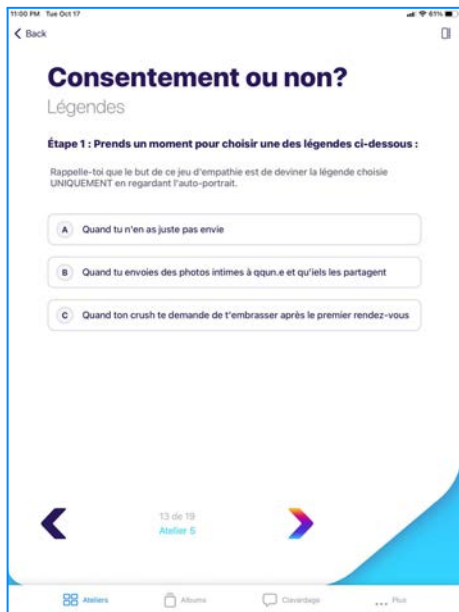 11:00 PM Tue Oct 17
61%
Back
Consentement ou non?
Légendes
Étape 1 : Prends un moment pour choisir une des légendes ci-dessous :
Rappelle-toi que le but de ce jeu d'empathie est de deviner la légende choisie
UNIQUEMENT en regardant l'auto-portrait.
A Quand tu n'en as juste pas envie
B Quand tu envoies des photos intimes à qqun.e et qu'iels les partagent
C Quand ton crush te demande de t'embrasser après le premier rendez-vous
13 de 19
Atelier 5
Ateliers Albums Clavardage Plus